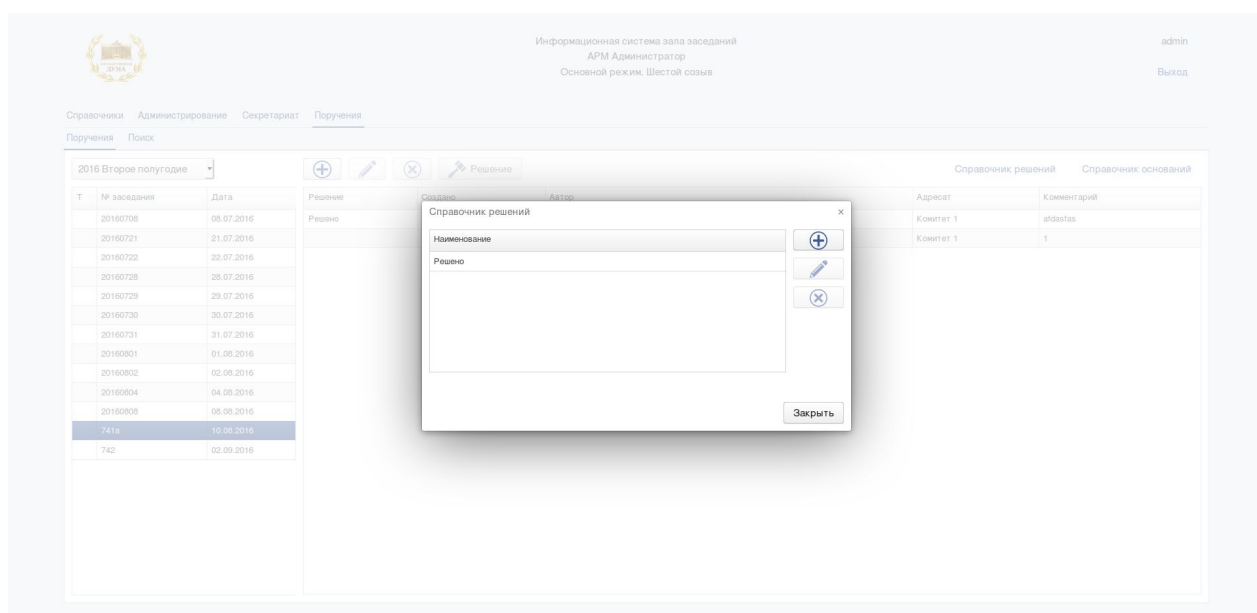 Информационная система зала заседаний
admin
АРМ Администратор
Основной режим, Шестой созыв
Выход
ДУМА
Справочники Администрирование Секретариат Поручения
Поручения Поиск
2016 Второе полугодие
Решение
Справочник решений Справочник оснований
Т № заседания Дата
Решение Создано Автор Адресат Комментарий
20160708 08.07.2016
Решено Комитет 1 afdasfas
20160721 21.07.2016
Комитет 1 1
20160722 22.07.2016
20160728 28.07.2016
20160729 29.07.2016
20160730 30.07.2016
20160731 31.07.2016
20160801 01.08.2016
20160802 02.08.2016
20160804 04.08.2016
20160808 08.08.2016
741а 10.08.2016
742 02.09.2016
Справочник решений ×
Наименование
Решено
Закрыть